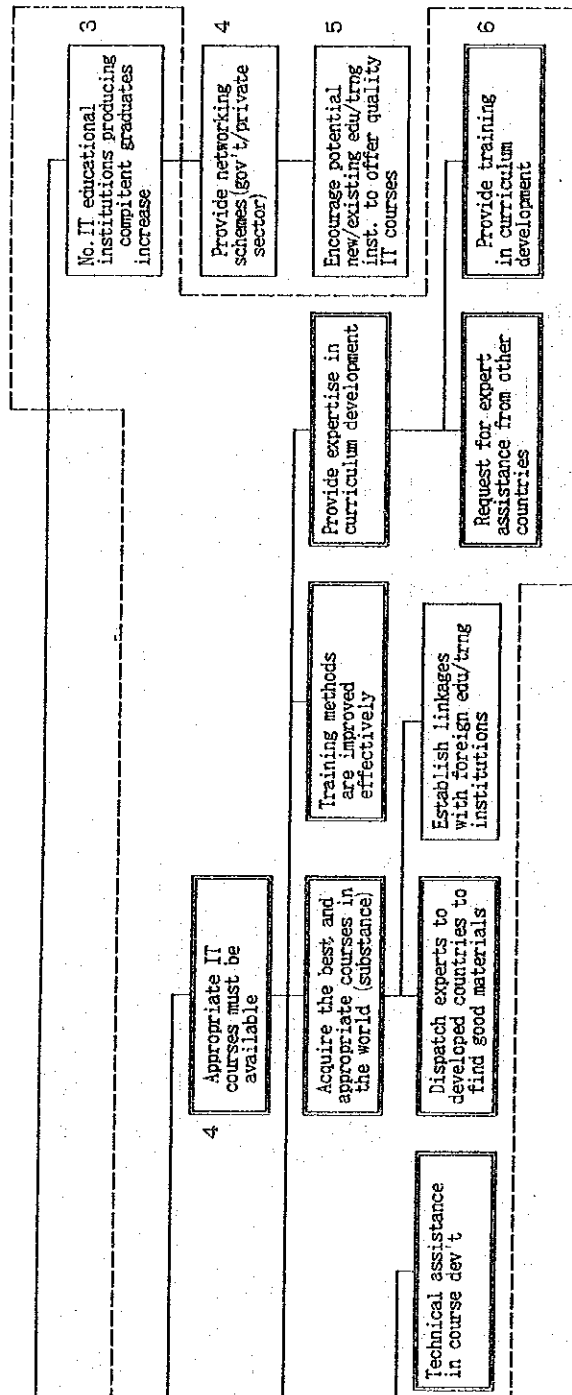 No. IT educational
institutions producing
compitent graduates
increase
3
4
Appropriate IT
courses must be
available
Provide networking
schemes(gov't/private
sector)
4
Acquire the best and
appropriate courses in
the world (substance)
Training methods
are improved
effectively
Provide expertise in
curriculum development
Encourage potential
new/existing edu/trng
inst. to offer quality
IT courses
5
Technical assistance
in course dev't
Dispatch experts to
developed countries to
find good materials
Establish linkages
with foreign edu/trng
institutions
Request for expert
assistance from other
countries
Provide training
in curriculum
development
6